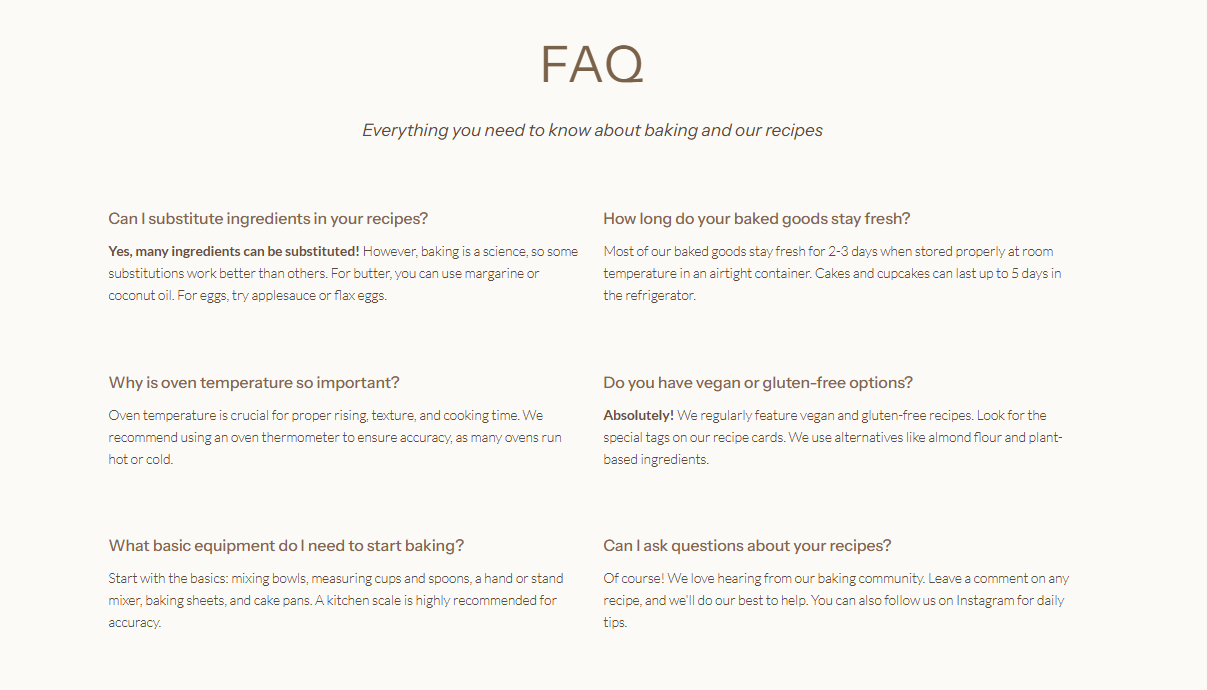 FAQ
Everything you need to know about baking and our recipes
Can I substitute ingredients in your recipes?
Yes, many ingredients can be substituted! However, baking is a science, so some
substitutions work better than others. For butter, you can use margarine or
coconut oil. For eggs, try applesauce or flax eggs.
How long do your baked goods stay fresh?
Most of our baked goods stay fresh for 2-3 days when stored properly at room
temperature in an airtight container. Cakes and cupcakes can last up to 5 days in
the refrigerator.
Why is oven temperature so important?
Oven temperature is crucial for proper rising, texture, and cooking time. We
recommend using an oven thermometer to ensure accuracy, as many ovens run
hot or cold.
Do you have vegan or gluten-free options?
Absolutely! We regularly feature vegan and gluten-free recipes. Look for the
special tags on our recipe cards. We use alternatives like almond flour and plant-
based ingredients.
What basic equipment do I need to start baking?
Start with the basics: mixing bowls, measuring cups and spoons, a hand or stand
mixer, baking sheets, and cake pans. A kitchen scale is highly recommended for
accuracy.
Can I ask questions about your recipes?
Of course! We love hearing from our baking community. Leave a comment on any
recipe, and we'll do our best to help. You can also follow us on Instagram for daily
tips.